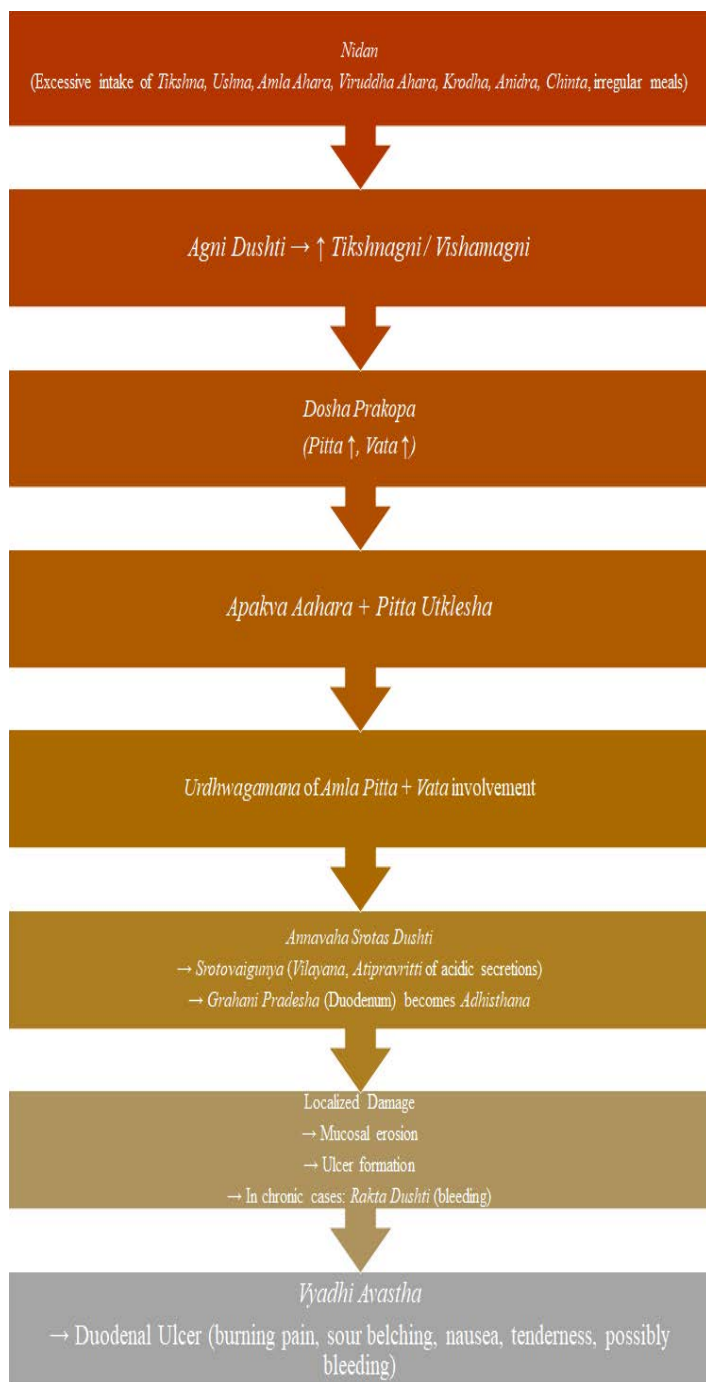 Nidan
(Excessive intake of Tikshna, Ushna, Amla Ahara, Viruddha Ahara, Krodha, Anidra, Chinta, irregular meals)
Agni Dushti → ↑ Tikshnagni / Vishamagni
Dosha Prakopa
(Pitta ↑, Vata ↑)
Apakva Aahara + Pitta Utklesha
Urdhwagamana of Amla Pitta + Vata involvement
Annavaha Srotas Dushti
→ Srotovaigunya (Vilayana, Atipravritti of acidic secretions)
→ Grahani Pradesha (Duodenum) becomes Adhisthana
Localized Damage
→ Mucosal erosion
→ Ulcer formation
→ In chronic cases: Rakta Dushti (bleeding)
Vyadhi Avastha
→ Duodenal Ulcer (burning pain, sour belching, nausea, tenderness, possibly
bleeding)